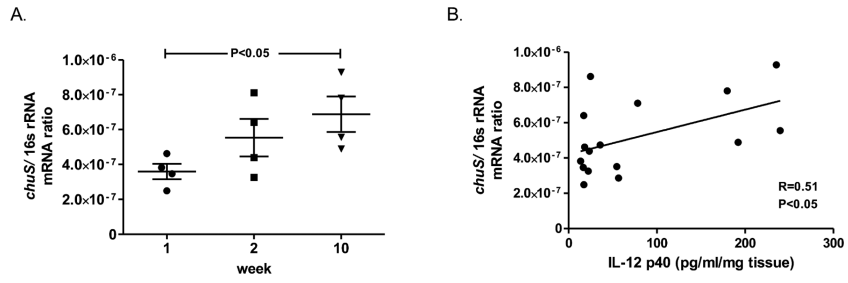 A.
P<0.05
chuS/ 16s rRNA
mRNA ratio
1.0×10⁻⁶
8.0×10⁻⁷
6.0×10⁻⁷
4.0×10⁻⁷
2.0×10⁻⁷
0
1
2
10
week
B.
chuS/ 16s rRNA
mRNA ratio
1.0×10⁻⁶
8.0×10⁻⁷
6.0×10⁻⁷
4.0×10⁻⁷
2.0×10⁻⁷
0
R=0.51
P<0.05
0
100
200
300
IL-12 p40 (pg/ml/mg tissue)